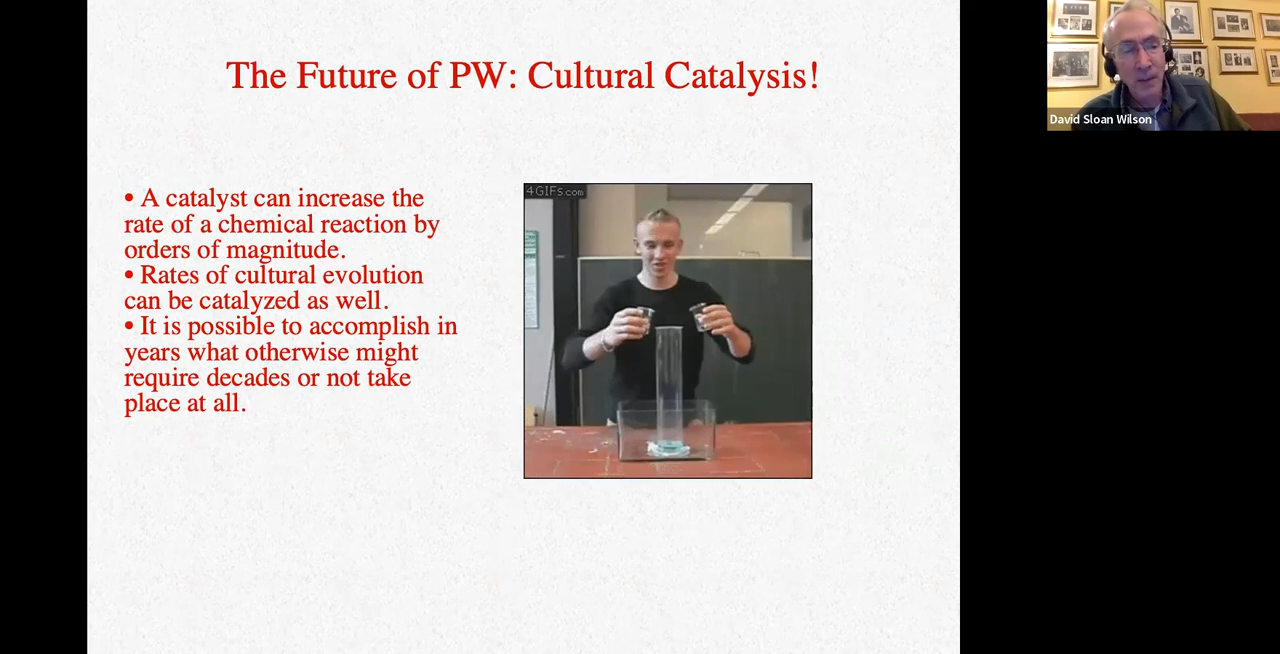 The Future of PW: Cultural Catalysis!
• A catalyst can increase the
rate of a chemical reaction by
orders of magnitude.
• Rates of cultural evolution
can be catalyzed as well.
• It is possible to accomplish in
years what otherwise might
require decades or not take
place at all.
4GIFs.com
David Sloan Wilson